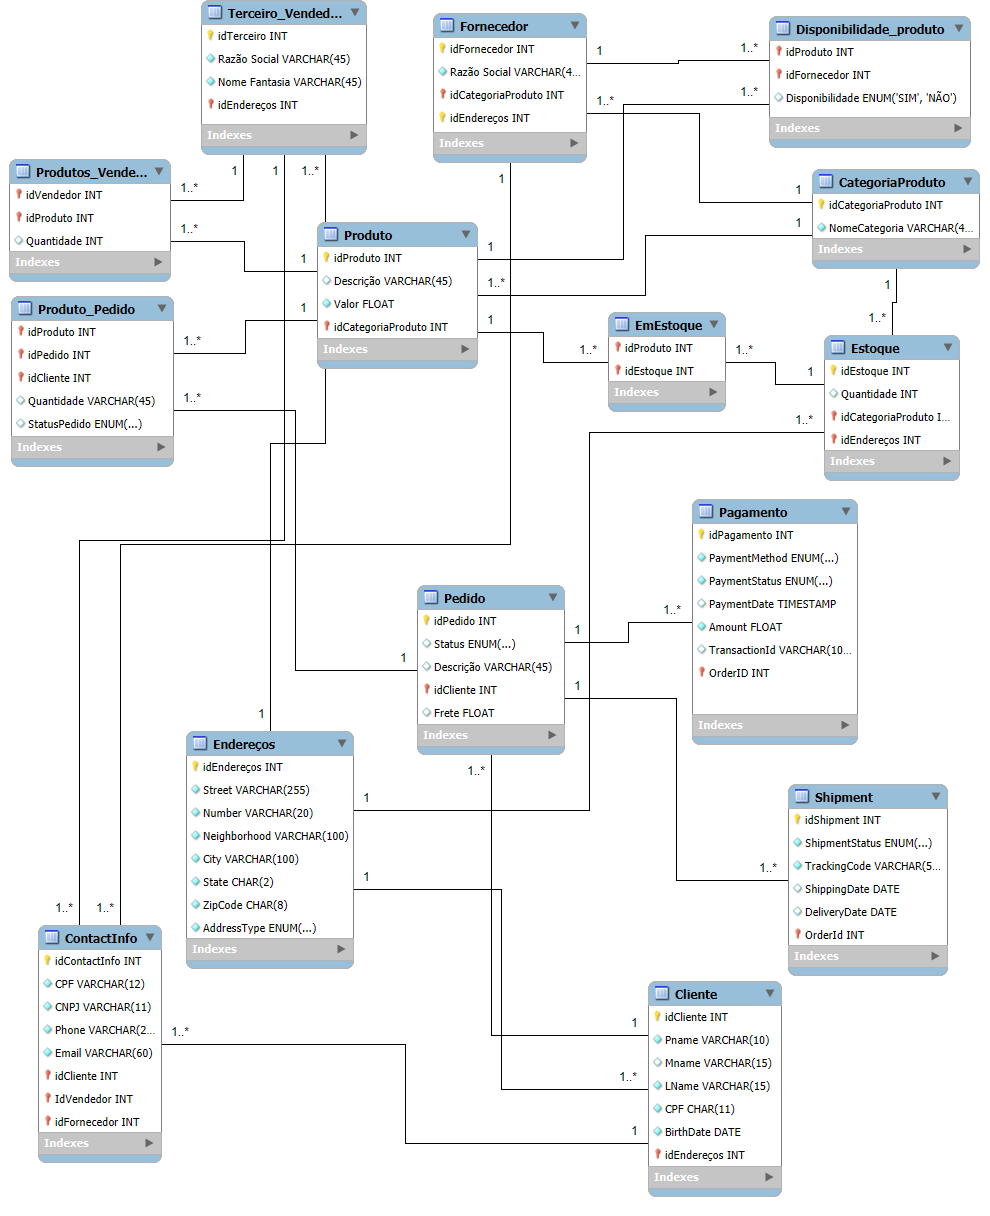 Terceiro_Vended...
idTerceiro INT
Razão Social VARCHAR(45)
Nome Fantasia VARCHAR(45)
idEndereços INT
Indexes
Fornecedor
idFornecedor INT
Razão Social VARCHAR(4...
idCategoriaProduto INT
idEndereços INT
Indexes
Disponibilidade_produto
idProduto INT
idFornecedor INT
Disponibilidade ENUM('SIM', 'NÃO')
Indexes
1
1..*
1..*
1..*
1
1
1..*
1
Produtos_Vende...
idVendedor INT
idProduto INT
Quantidade INT
Indexes
1..*
1..*
1
CategoriaProduto
idCategoriaProduto INT
NomeCategoria VARCHAR(4...
Indexes
1
1
1
Produto
idProduto INT
Descrição VARCHAR(45)
Valor FLOAT
idCategoriaProduto INT
Indexes
1
1..*
1
1
Produto_Pedido
idProduto INT
idPedido INT
idCliente INT
Quantidade VARCHAR(45)
StatusPedido ENUM(...)
Indexes
1..*
1..*
EmEstoque
idProduto INT
idEstoque INT
Indexes
1..*
1..*
1
1..*
Estoque
idEstoque INT
Quantidade INT
idCategoriaProduto I...
idEndereços INT
Indexes
1..*
Pagamento
idPagamento INT
PaymentMethod ENUM(...)
PaymentStatus ENUM(...)
PaymentDate TIMESTAMP
Amount FLOAT
TransactionId VARCHAR(10...
OrderID INT
Indexes
1..*
Pedido
idPedido INT
Status ENUM(...)
Descrição VARCHAR(45)
idCliente INT
Frete FLOAT
Indexes
1
1
1
1..*
1
Endereços
idEndereços INT
Street VARCHAR(255)
Number VARCHAR(20)
Neighborhood VARCHAR(100)
City VARCHAR(100)
State CHAR(2)
ZipCode CHAR(8)
AddressType ENUM(...)
Indexes
1
1
Shipment
idShipment INT
ShipmentStatus ENUM(...)
TrackingCode VARCHAR(5...
ShippingDate DATE
DeliveryDate DATE
OrderId INT
Indexes
1..*
1..*
1..*
ContactInfo
idContactInfo INT
CPF VARCHAR(12)
CNPJ VARCHAR(11)
Phone VARCHAR(2...
Email VARCHAR(60)
idCliente INT
IdVendedor INT
idFornecedor INT
Indexes
1..*
Cliente
idCliente INT
Pname VARCHAR(10)
Mname VARCHAR(15)
LName VARCHAR(15)
CPF CHAR(11)
BirthDate DATE
idEndereços INT
Indexes
1
1..*
1